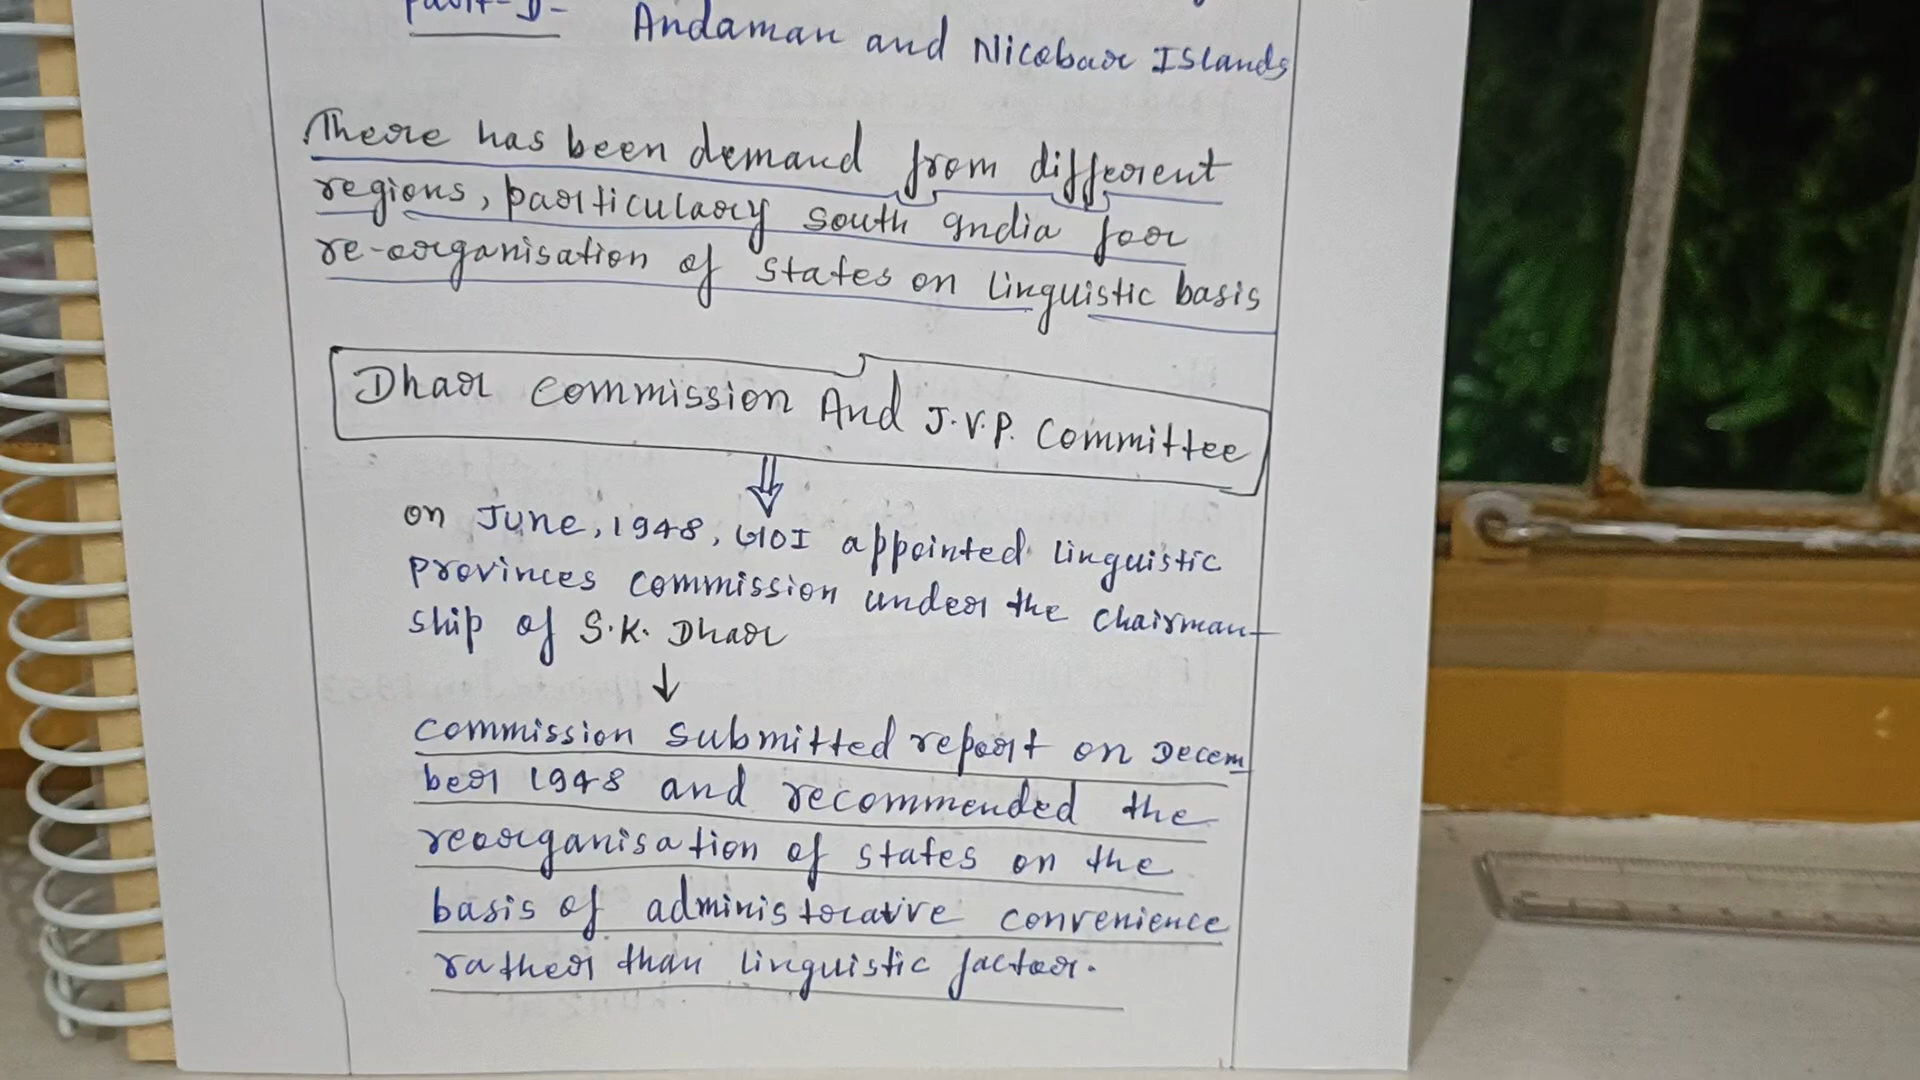 Part-D- Andaman and Nicobar Islands
There has been demand from different
regions, particulary south India for
re-organisation of states on linguistic basis
Dhar commission And J.V.P. Committee
on June, 1948, GOI appointed linguistic
provinces commission under the chairman-
ship of S.K. Dhar
commission submitted report on Decem
ber 1948 and recommended the
reorganisation of states on the
basis of administrative convenience
rather than linguistic factor.